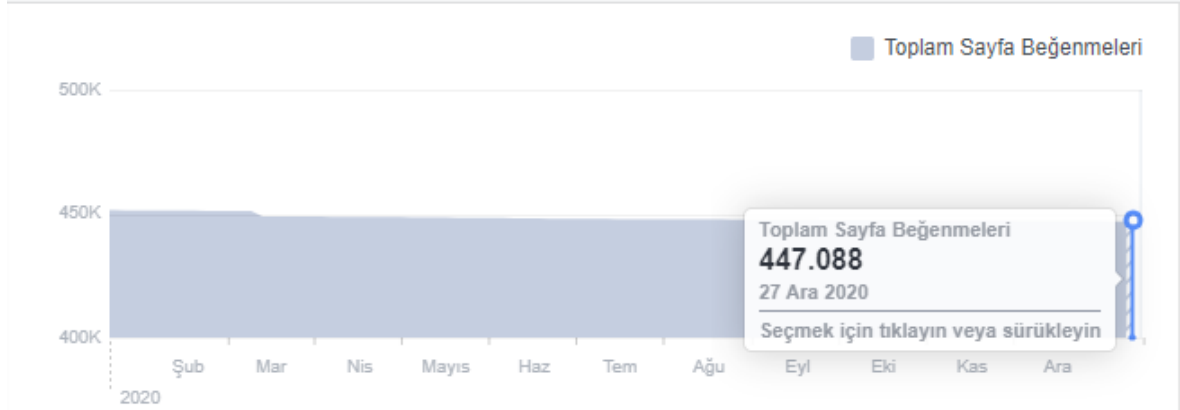 Toplam Sayfa Beğenmeleri
500K
450K
Toplam Sayfa Beğenmeleri
447.088
27 Ara 2020
Seçmek için tıklayın veya sürükleyin
400K
Şub Mar Nis Mayıs Haz Tem Ağu Eyl Eki Kas Ara
2020